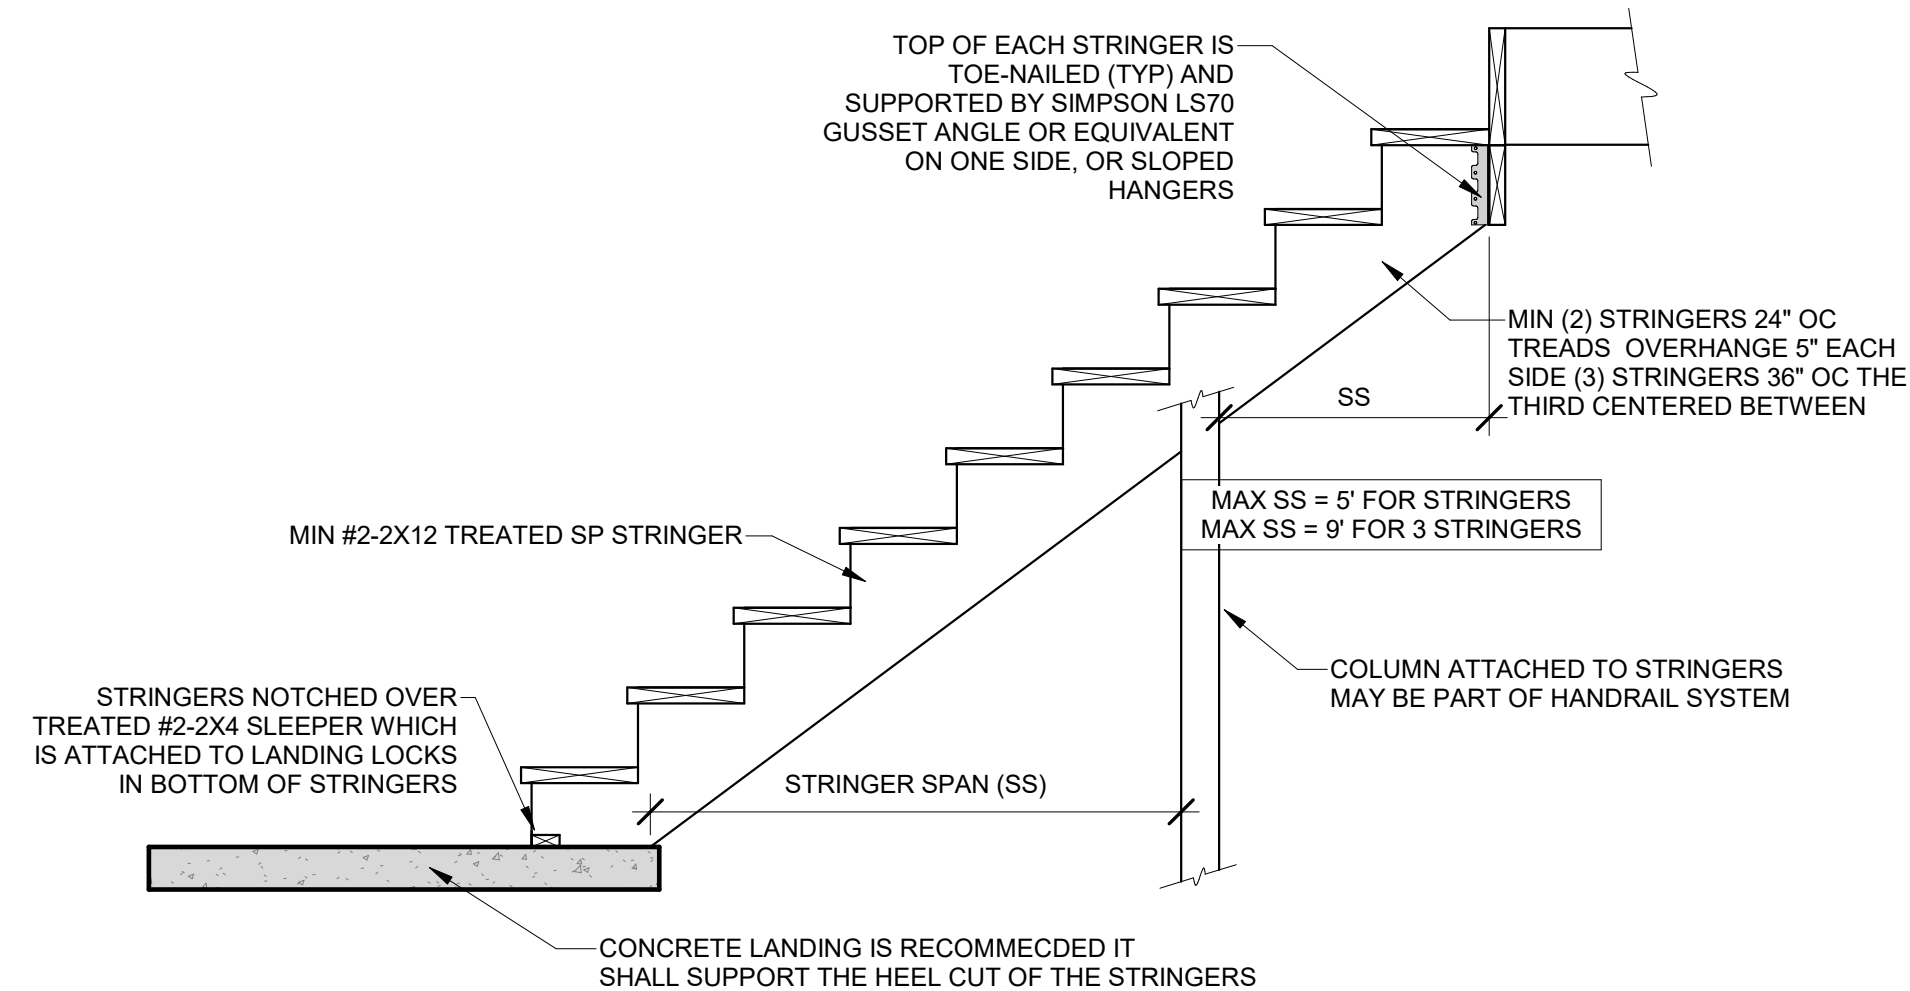 TOP OF EACH STRINGER IS
TOE-NAILED (TYP) AND
SUPPORTED BY SIMPSON LS70
GUSSET ANGLE OR EQUIVALENT
ON ONE SIDE, OR SLOPED
HANGERS
MIN (2) STRINGERS 24" OC
TREADS  OVERHANGE 5" EACH
SIDE (3) STRINGERS 36" OC THE
THIRD CENTERED BETWEEN
SS
MAX SS = 5' FOR STRINGERS
MAX SS = 9' FOR 3 STRINGERS
MIN #2-2X12 TREATED SP STRINGER
COLUMN ATTACHED TO STRINGERS
MAY BE PART OF HANDRAIL SYSTEM
STRINGERS NOTCHED OVER
TREATED #2-2X4 SLEEPER WHICH
IS ATTACHED TO LANDING LOCKS
IN BOTTOM OF STRINGERS
STRINGER SPAN (SS)
CONCRETE LANDING IS RECOMMECDED IT
SHALL SUPPORT THE HEEL CUT OF THE STRINGERS